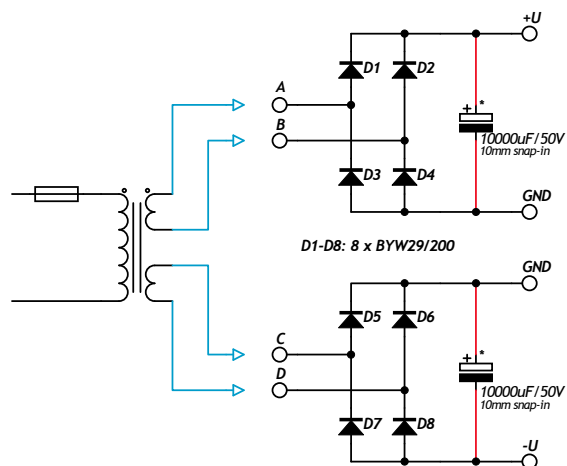 +U
D1
D2
A
+ *
B
10000uF/50V
10mm snap-in
D3
D4
GND
D1-D8: 8 x BYW29/200
GND
D5
D6
C
+ *
D
10000uF/50V
10mm snap-in
D7
D8
-U